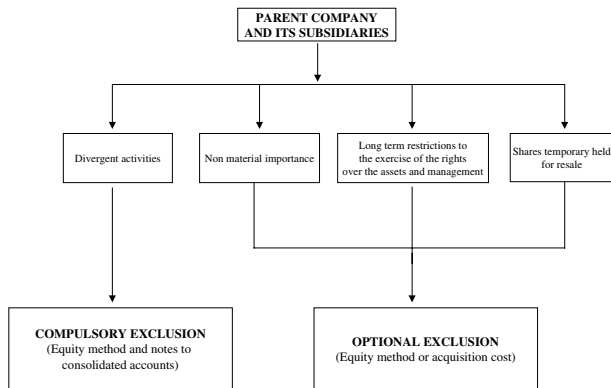 PARENT COMPANY
AND ITS SUBSIDIARIES
Divergent activities
Non material importance
Long term restrictions to
the exercise of the rights
over the assets and management
Shares temporary held
for resale
COMPULSORY EXCLUSION
(Equity method and notes to
consolidated accounts)
OPTIONAL EXCLUSION
(Equity method or acquisition cost)